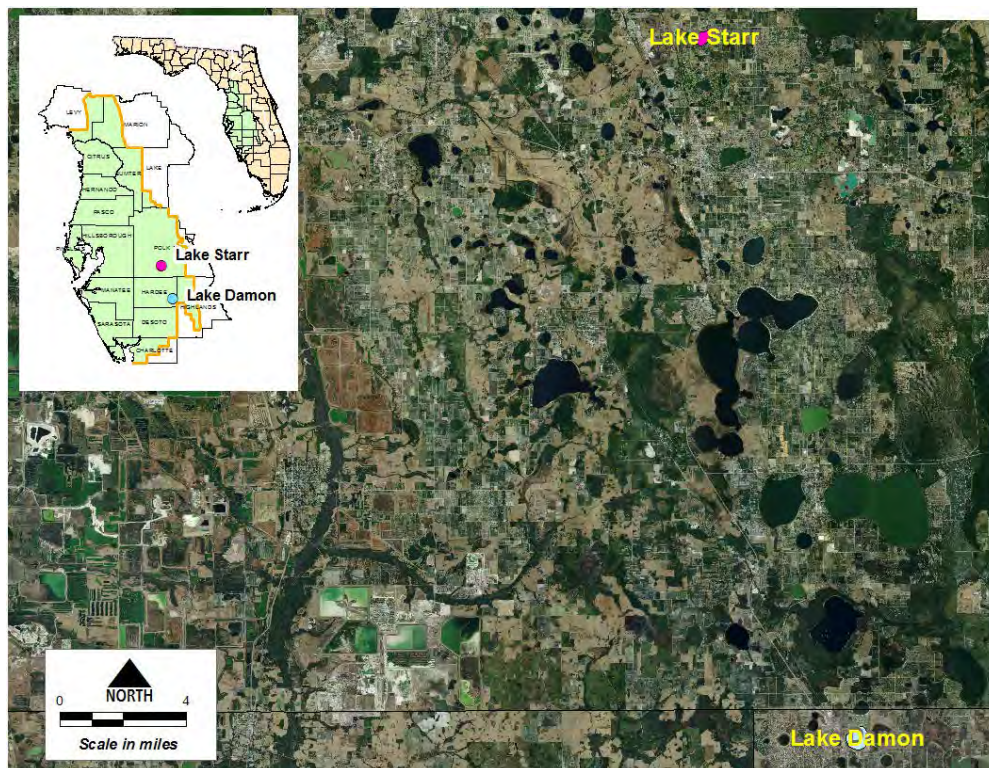 Lake Starr
LEVY
MARION
CITRUS
SUMTER
LAKE
HERNANDO
PASCO
HILLSBOROUGH
POLK
Lake Starr
MANATEE
HARDEE
Lake Damon
HIGHLANDS
SARASOTA
DESOTO
CHARLOTTE
NORTH
0 4
Scale in miles
Lake Damon